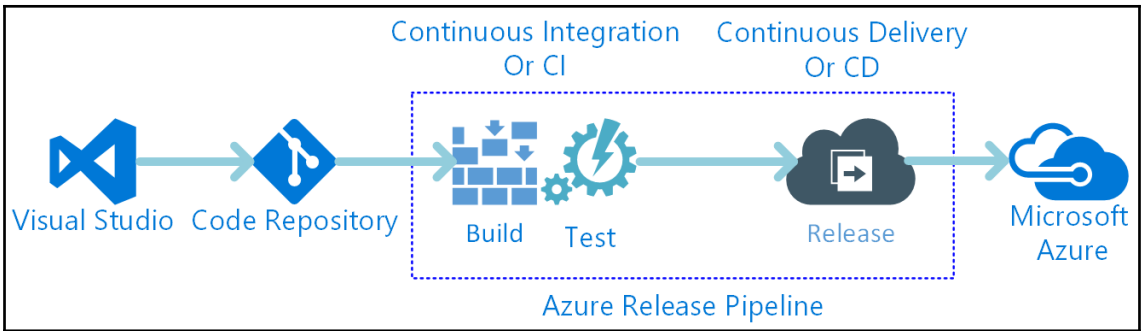 Continuous Integration
Or CI
Continuous Delivery
Or CD
Visual Studio
Code Repository
Build
Test
Release
Microsoft
Azure
Azure Release Pipeline